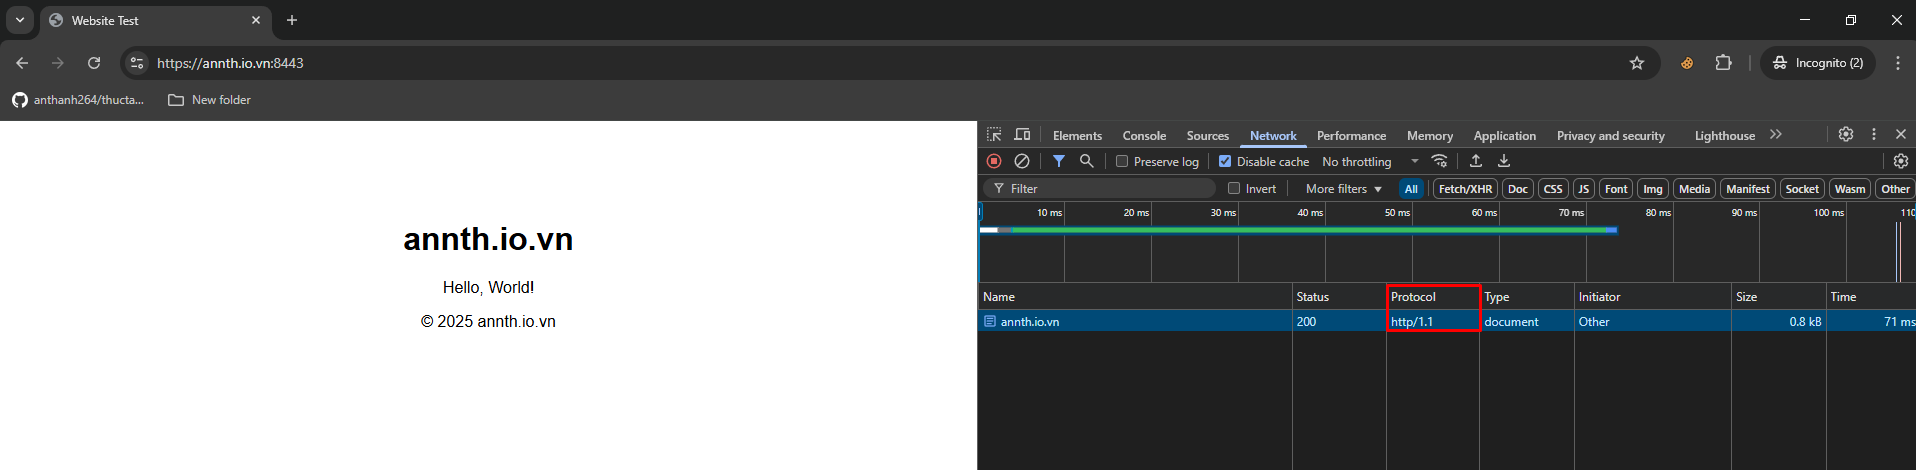 Website Test
https://annth.io.vn:8443
Incognito (2)
anthanh264/thucta...
New folder
annth.io.vn
Hello, World!
© 2025 annth.io.vn
Elements Console Sources Network Performance Memory Application Privacy and security Lighthouse
Preserve log Disable cache No throttling
Filter Invert More filters All Fetch/XHR Doc CSS JS Font Img Media Manifest Socket Wasm Other
10 ms 20 ms 30 ms 40 ms 50 ms 60 ms 70 ms 80 ms 90 ms 100 ms 110
Name Status Protocol Type Initiator Size Time
annth.io.vn 200 http/1.1 document Other 0.8 kB 71 ms